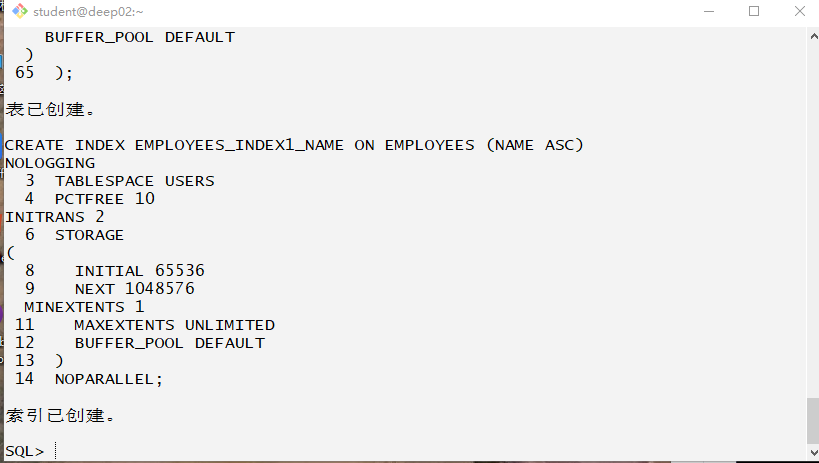 student@deep02:~
BUFFER_POOL DEFAULT
)
65 );
表已创建。
CREATE INDEX EMPLOYEES_INDEX1_NAME ON EMPLOYEES (NAME ASC)
NOLOGGING
3 TABLESPACE USERS
4 PCTFREE 10
INITRANS 2
6 STORAGE
(
8 INITIAL 65536
9 NEXT 1048576
MINEXTENTS 1
11 MAXEXTENTS UNLIMITED
12 BUFFER_POOL DEFAULT
13 )
14 NOPARALLEL;
索引已创建。
SQL>